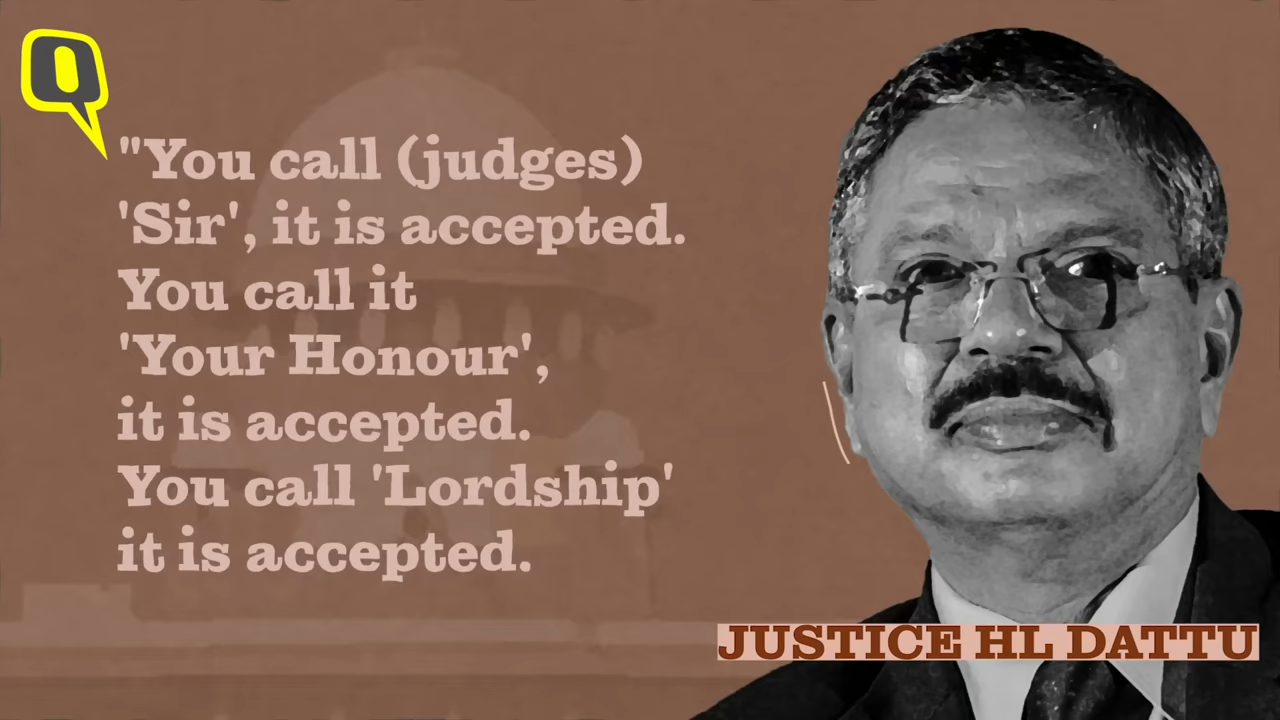 Q
"You call (judges)
'Sir', it is accepted.
You call it
'Your Honour',
it is accepted.
You call 'Lordship'
it is accepted.
JUSTICE HL DATTU